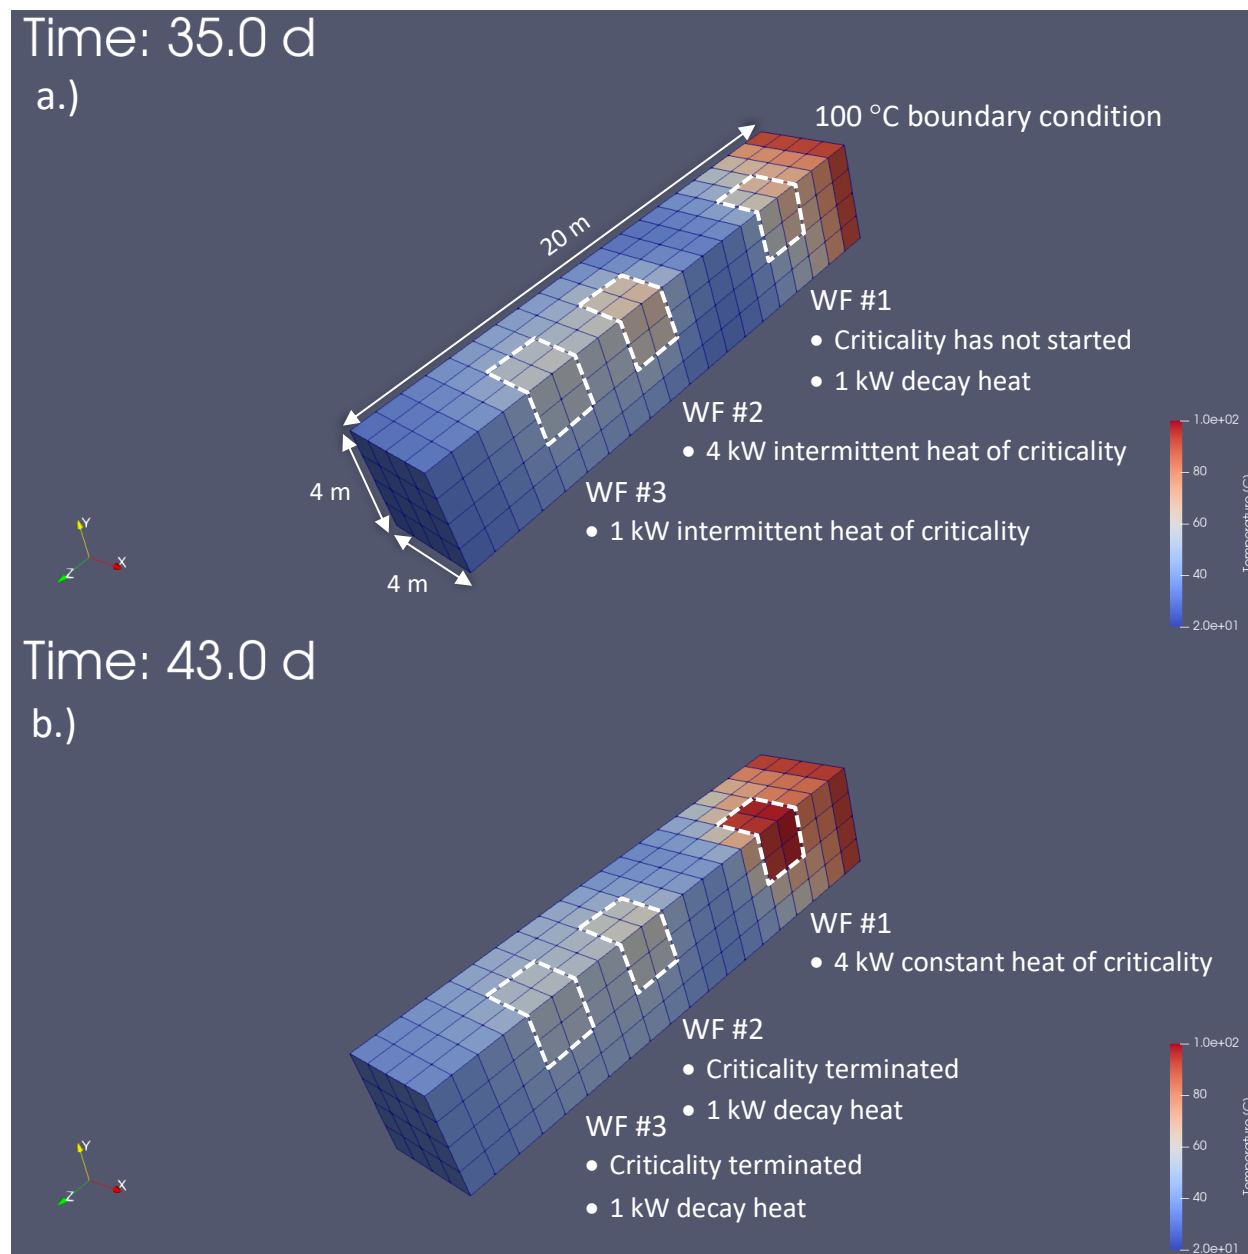 Time: 35.0 d
a.)
100 °C boundary condition
20 m
WF #1
• Criticality has not started
• 1 kW decay heat
WF #2
• 4 kW intermittent heat of criticality
4 m
WF #3
• 1 kW intermittent heat of criticality
4 m
Y
X
Z
1.0e+02
80
60
40
2.0e+01
Temperature (C)
Time: 43.0 d
b.)
WF #1
• 4 kW constant heat of criticality
WF #2
• Criticality terminated
• 1 kW decay heat
WF #3
• Criticality terminated
• 1 kW decay heat
Y
X
Z
1.0e+02
80
60
40
2.0e+01
Temperature (C)